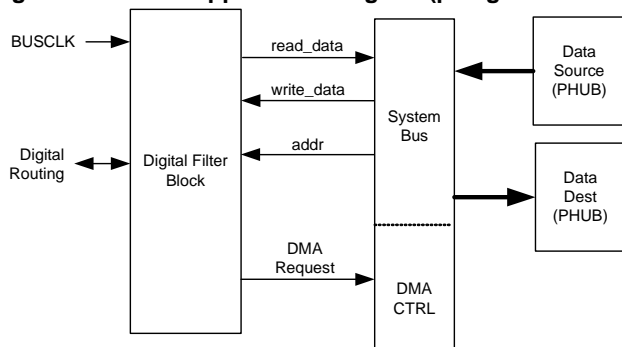 BUSCLK
read_data
write_data
addr
Digital
Routing
Digital Filter
Block
DMA
Request
System
Bus
DMA
CTRL
Data
Source
(PHUB)
Data
Dest
(PHUB)